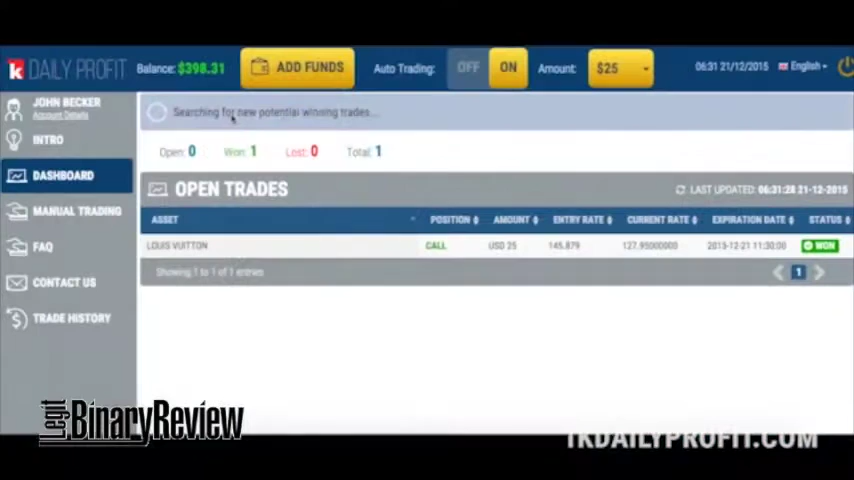 k DAILY PROFIT Balance: $398.31 ADD FUNDS Auto Trading: OFF ON Amount: $25 06:31 21/12/2015 English
JOHN BECKER
Account Details
Searching for new potential winning trades...
INTRO
Open: 0 Won: 1 Lost: 0 Total: 1
DASHBOARD
OPEN TRADES LAST UPDATED: 06:31:28 21-12-2015
MANUAL TRADING
ASSET POSITION AMOUNT ENTRY RATE CURRENT RATE EXPIRATION DATE STATUS
FAQ
LOUIS VUITTON CALL USD 25 145.879 127.95000000 2015-12-21 11:30:00 WON
Showing 1 to 1 of 1 entries 1
CONTACT US
TRADE HISTORY
Legit BinaryReview
1KDAILYPROFIT.COM